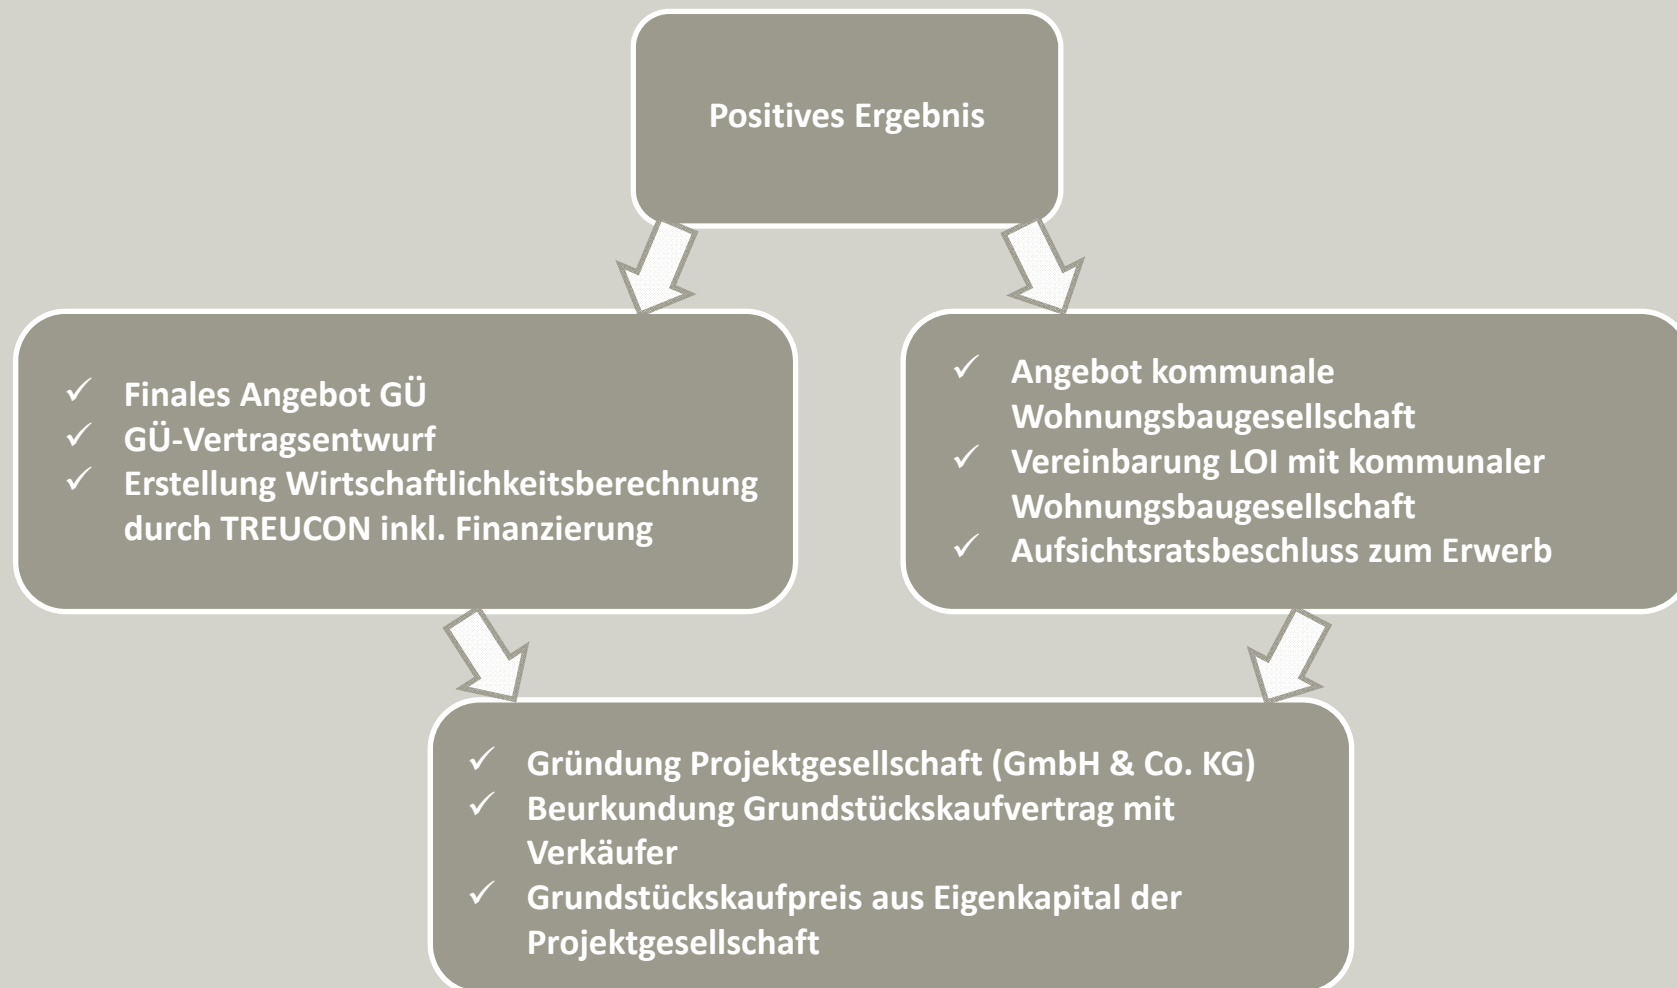 Positives Ergebnis
✓ Finales Angebot GÜ
✓ GÜ-Vertragsentwurf
✓ Erstellung Wirtschaftlichkeitsberechnung
durch TREUCON inkl. Finanzierung
✓ Angebot kommunale
Wohnungsbaugesellschaft
✓ Vereinbarung LOI mit kommunaler
Wohnungsbaugesellschaft
✓ Aufsichtsratsbeschluss zum Erwerb
✓ Gründung Projektgesellschaft (GmbH & Co. KG)
✓ Beurkundung Grundstückskaufvertrag mit
Verkäufer
✓ Grundstückskaufpreis aus Eigenkapital der
Projektgesellschaft